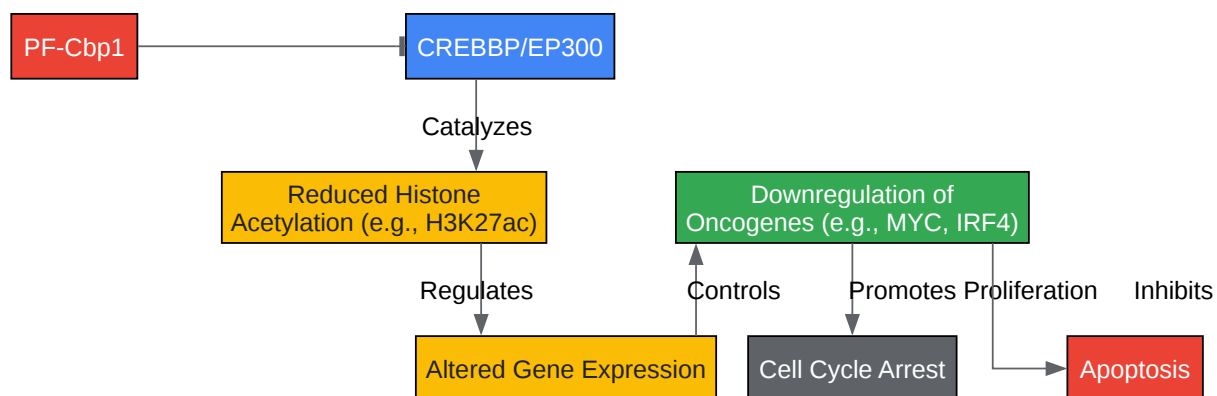 PF-Cbp1
CREBBP/EP300
Catalyzes
Reduced Histone
Acetylation (e.g., H3K27ac)
Downregulation of
Oncogenes (e.g., MYC, IRF4)
Regulates
Controls
Promotes Proliferation
Inhibits
Altered Gene Expression
Cell Cycle Arrest
Apoptosis